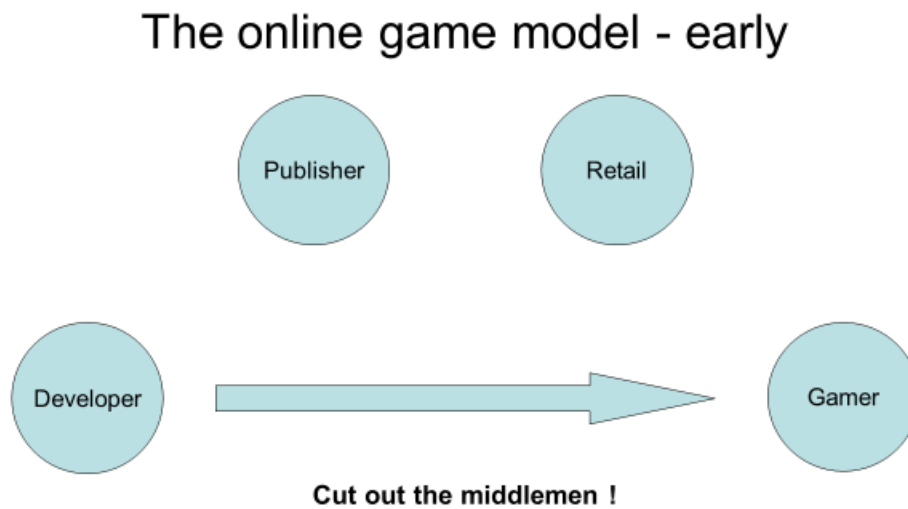 The online game model - early
Publisher
Retail
Developer
Gamer
Cut out the middlemen !